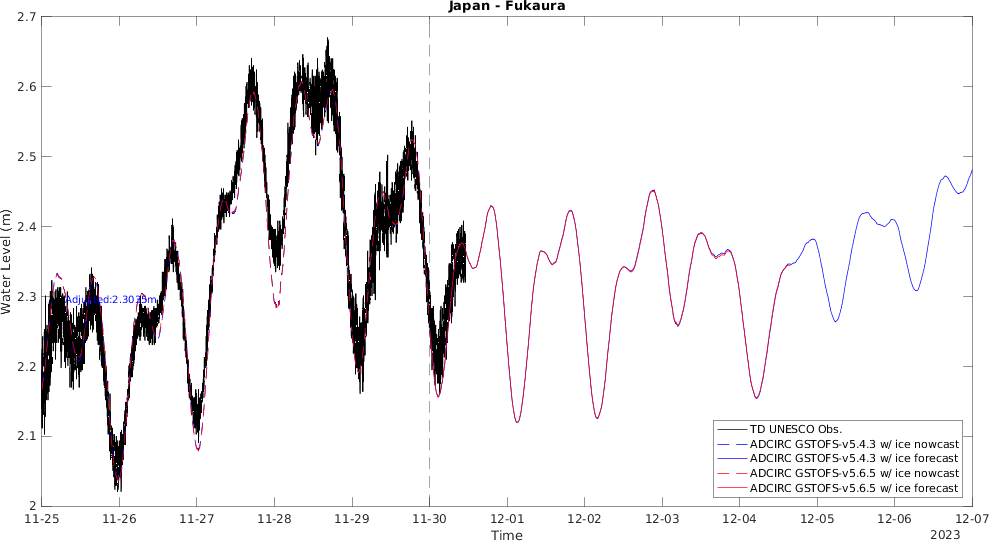 Japan - Fukaura
2.7
2.6
2.5
2.4
2.3
2.2
2.1
2
Water Level (m)
Adjusted:2.3035m
TD UNESCO Obs.
ADCIRC GSTOFS-v5.4.3 w/ ice nowcast
ADCIRC GSTOFS-v5.4.3 w/ ice forecast
ADCIRC GSTOFS-v5.6.5 w/ ice nowcast
ADCIRC GSTOFS-v5.6.5 w/ ice forecast
11-25 11-26 11-27 11-28 11-29 11-30 12-01 12-02 12-03 12-04 12-05 12-06 12-07
Time
2023